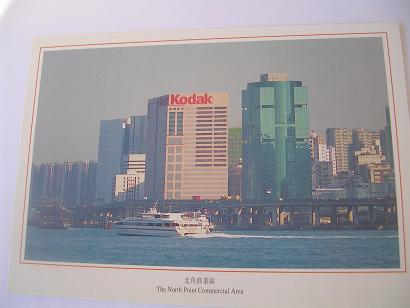 Kodak
北角商業區
The North Point Commercial Area